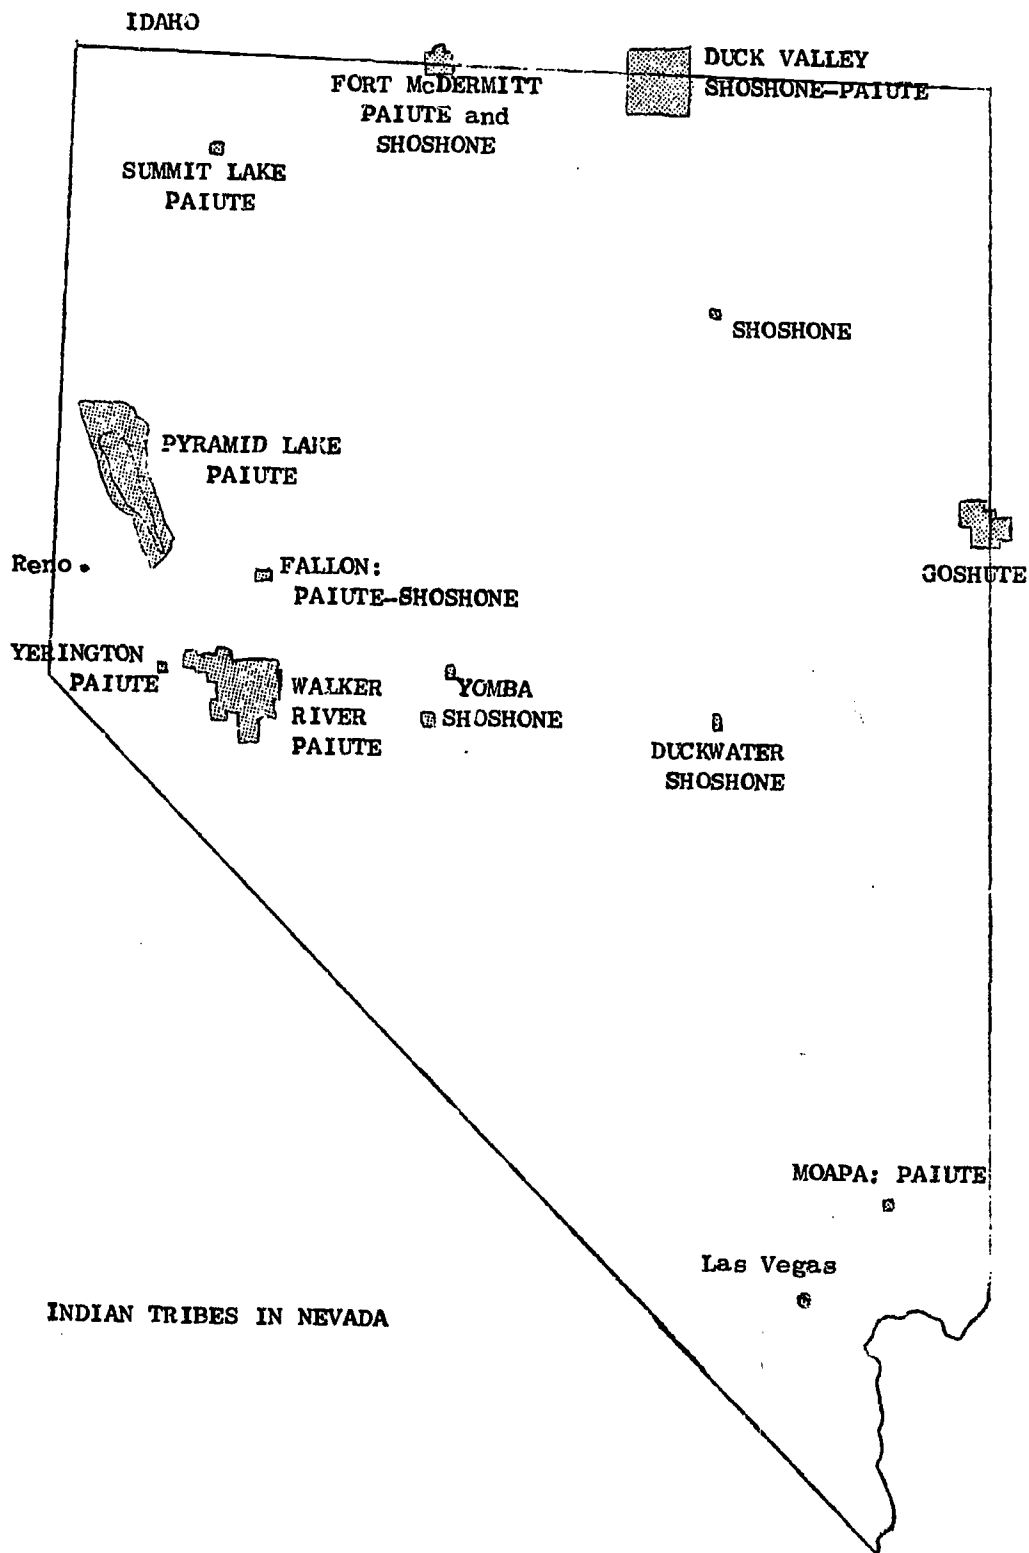 IDAHO
FORT McDERMITT
PAIUTE and
SHOSHONE
DUCK VALLEY
SHOSHONE-PAIUTE
SUMMIT LAKE
PAIUTE
SHOSHONE
PYRAMID LAKE
PAIUTE
Reno
FALLON:
PAIUTE-SHOSHONE
GOSHUTE
YERINGTON
PAIUTE
WALKER
RIVER
PAIUTE
YOMBA
SHOSHONE
DUCKWATER
SHOSHONE
MOAPA: PAIUTE
Las Vegas
INDIAN TRIBES IN NEVADA